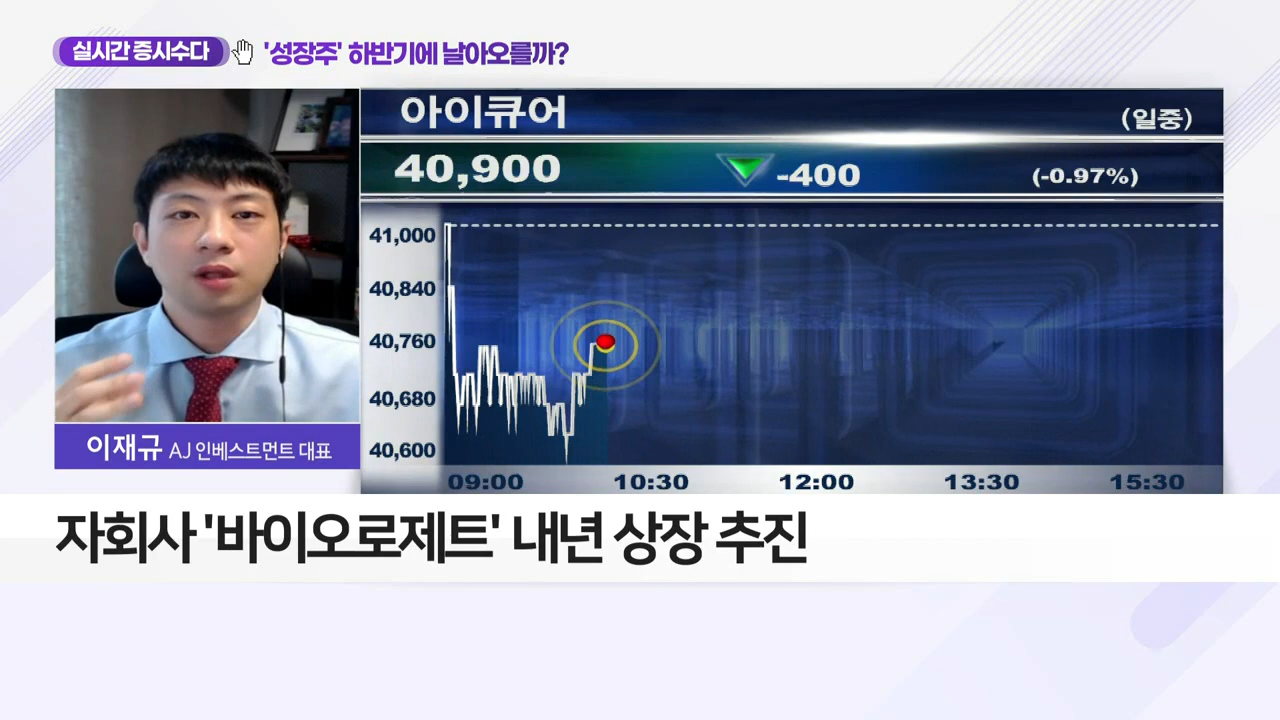 실시간 증시수다 '성장주' 하반기에 날아오를까?
아이큐어 (일중)
40,900 -400 (-0.97%)
41,000
40,840
40,760
40,680
40,600
09:00 10:30 12:00 13:30 15:30
이재규 AJ 인베스트먼트 대표
자회사 '바이오로제트' 내년 상장 추진